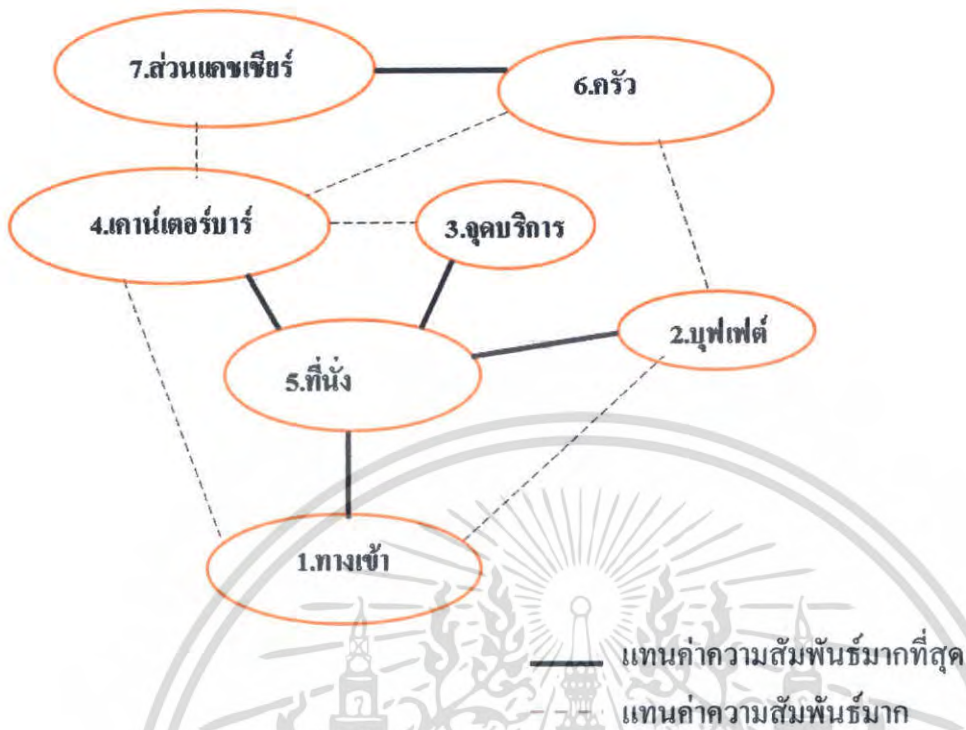 7.ส่วนแคชเชียร์
6.ครัว
4.เคาน์เตอร์บาร์
3.จุดบริการ
2.บุฟเฟต์
5.ที่นั่ง
1.ทางเข้า
แทนค่าความสัมพันธ์มากที่สุด
แทนค่าความสัมพันธ์มาก